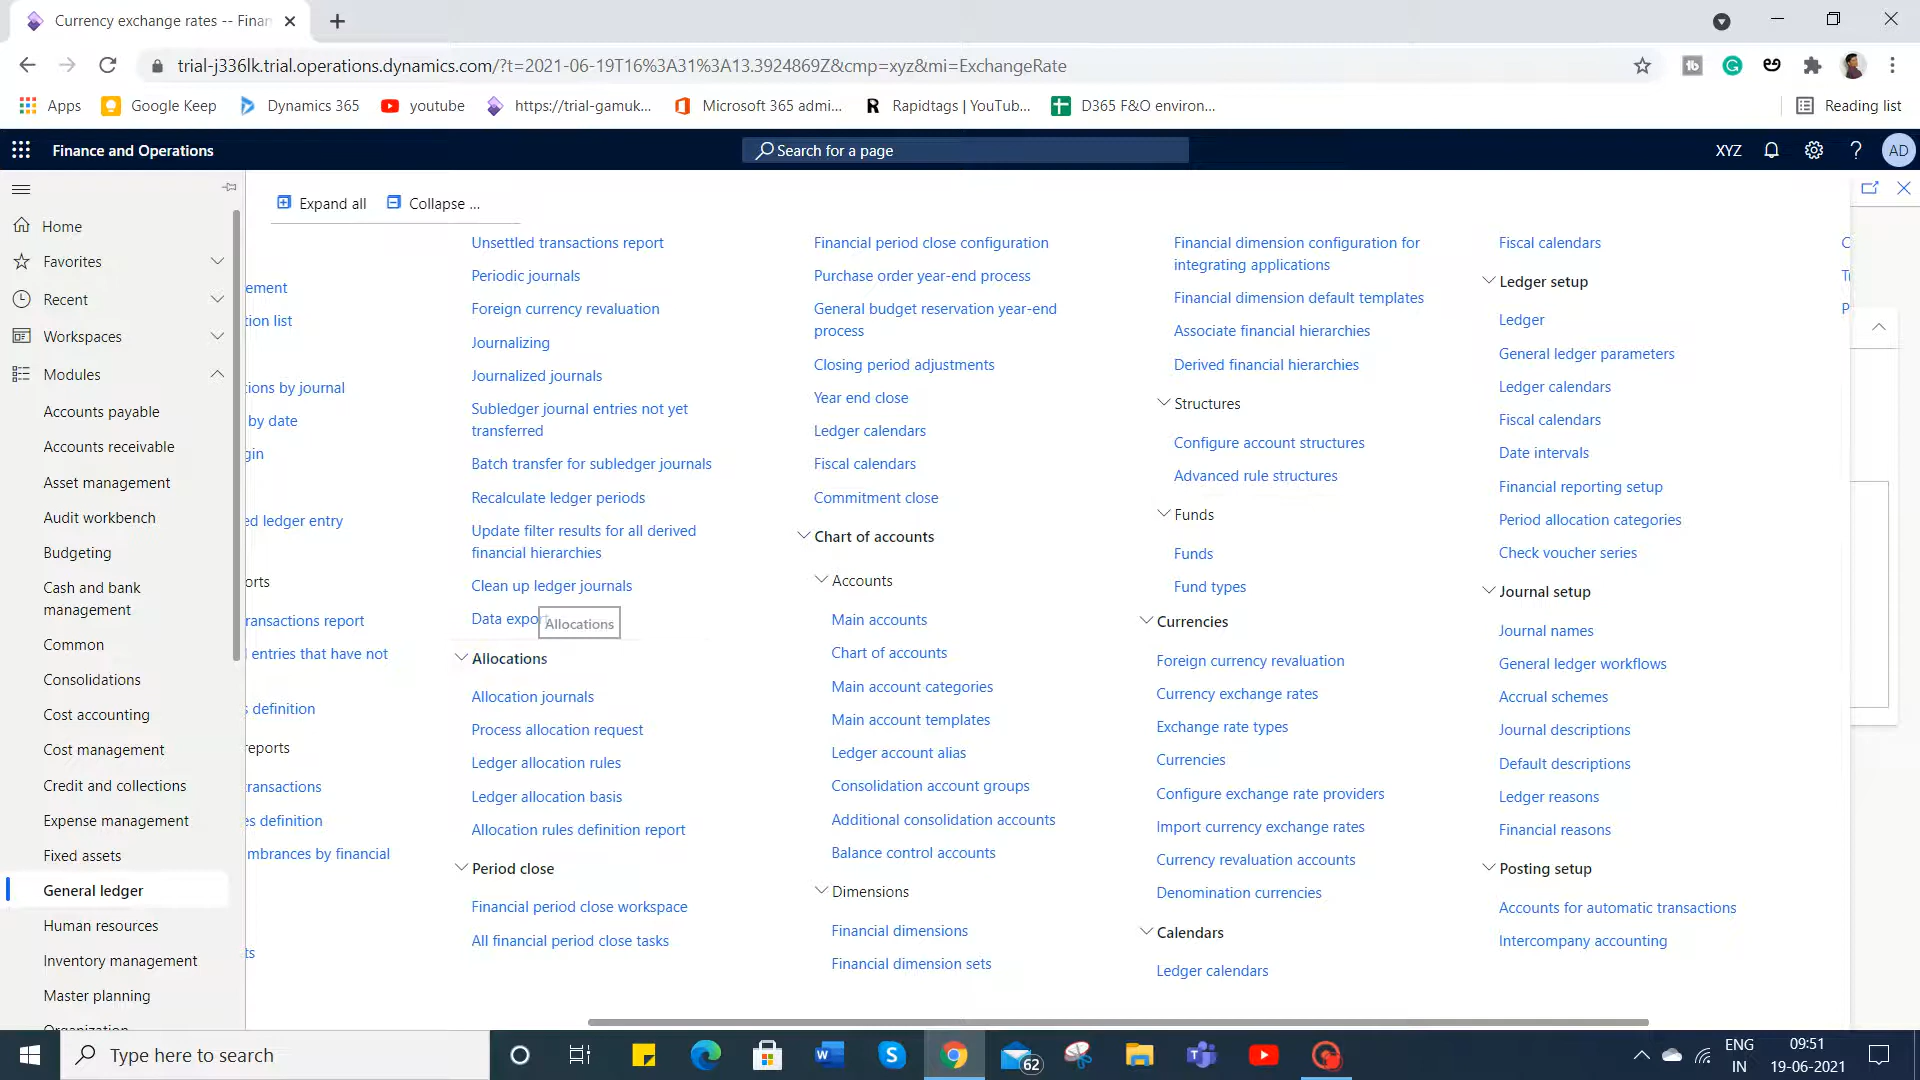 Currency exchange rates -- Finan
trial-j336lk.trial.operations.dynamics.com/?t=2021-06-19T16%3A31%3A13.3924869Z&cmp=xyz&mi=ExchangeRate
Apps
Google Keep
Dynamics 365
youtube
https://trial-gamuk...
Microsoft 365 admi...
Rapidtags | YouTub...
D365 F&O environ...
Reading list
Finance and Operations
Search for a page
XYZ
AD
Home
Favorites
Recent
Workspaces
Modules
Accounts payable
Accounts receivable
Asset management
Audit workbench
Budgeting
Cash and bank
management
Common
Consolidations
Cost accounting
Cost management
Credit and collections
Expense management
Fixed assets
General ledger
Human resources
Inventory management
Master planning
Organization
Expand all
Collapse ...
ement
tion list
ions by journal
by date
gin
ed ledger entry
orts
ransactions report
entries that have not
s definition
reports
ransactions
es definition
mbrances by financial
ts
Unsettled transactions report
Periodic journals
Foreign currency revaluation
Journalizing
Journalized journals
Subledger journal entries not yet
transferred
Batch transfer for subledger journals
Recalculate ledger periods
Update filter results for all derived
financial hierarchies
Clean up ledger journals
Data expor
Allocations
Allocations
Allocation journals
Process allocation request
Ledger allocation rules
Ledger allocation basis
Allocation rules definition report
Period close
Financial period close workspace
All financial period close tasks
Financial period close configuration
Purchase order year-end process
General budget reservation year-end
process
Closing period adjustments
Year end close
Ledger calendars
Fiscal calendars
Commitment close
Chart of accounts
Accounts
Main accounts
Chart of accounts
Main account categories
Main account templates
Ledger account alias
Consolidation account groups
Additional consolidation accounts
Balance control accounts
Dimensions
Financial dimensions
Financial dimension sets
Financial dimension configuration for
integrating applications
Financial dimension default templates
Associate financial hierarchies
Derived financial hierarchies
Structures
Configure account structures
Advanced rule structures
Funds
Funds
Fund types
Currencies
Foreign currency revaluation
Currency exchange rates
Exchange rate types
Currencies
Configure exchange rate providers
Import currency exchange rates
Currency revaluation accounts
Denomination currencies
Calendars
Ledger calendars
Fiscal calendars
Ledger setup
Ledger
General ledger parameters
Ledger calendars
Fiscal calendars
Date intervals
Financial reporting setup
Period allocation categories
Check voucher series
Journal setup
Journal names
General ledger workflows
Accrual schemes
Journal descriptions
Default descriptions
Ledger reasons
Financial reasons
Posting setup
Accounts for automatic transactions
Intercompany accounting
Type here to search
62
ENG
IN
09:51
19-06-2021